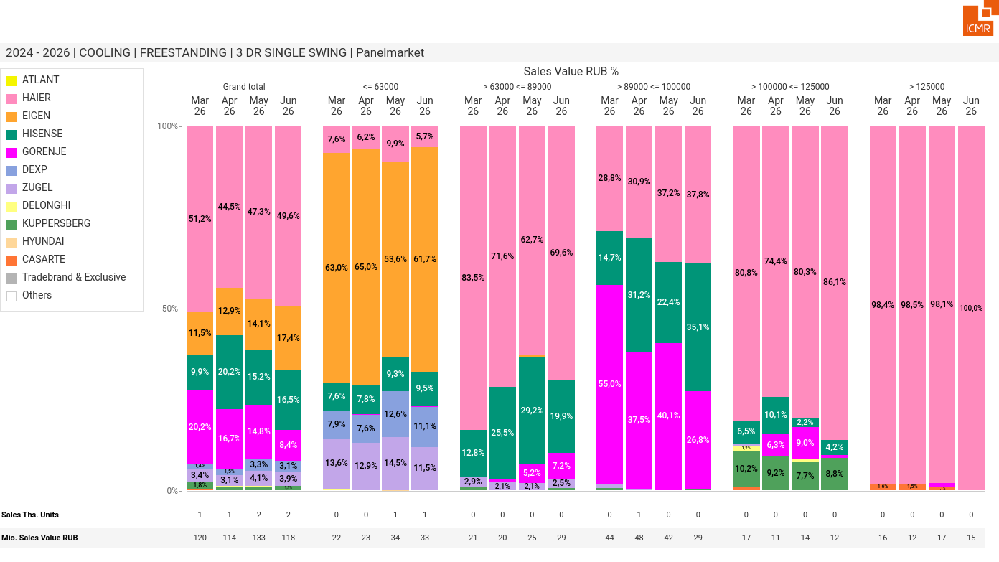 ICMR
2024 - 2026 | COOLING | FREESTANDING | 3 DR SINGLE SWING | Panelmarket
ATLANT
HAIER
EIGEN
HISENSE
GORENJE
DEXP
ZUGEL
DELONGHI
KUPPERSBERG
HYUNDAI
CASARTE
Tradebrand & Exclusive
Others
Sales Value RUB %
Grand total <= 63000 > 63000 <= 89000 > 89000 <= 100000 > 100000 <= 125000 > 125000
Mar Apr May Jun Mar Apr May Jun Mar Apr May Jun Mar Apr May Jun Mar Apr May Jun Mar Apr May Jun
26 26 26 26 26 26 26 26 26 26 26 26 26 26 26 26 26 26 26 26 26 26 26 26
100%
50%
0%
51,2% 44,5% 47,3% 49,6%
11,5% 12,9% 14,1% 17,4%
9,9% 20,2% 15,2% 16,5%
20,2% 16,7% 14,8% 8,4%
1,4% 1,5% 3,3% 3,1%
3,4% 3,1% 4,1% 3,9%
1,8% 1,1%
7,6% 6,2% 9,9% 5,7%
63,0% 65,0% 53,6% 61,7%
7,6% 7,8% 9,3% 9,5%
7,9% 7,6% 12,6% 11,1%
13,6% 12,9% 14,5% 11,5%
83,5% 71,6% 62,7% 69,6%
12,8% 25,5% 29,2% 19,9%
5,2% 7,2%
2,9% 2,1% 2,1% 2,5%
28,8% 30,9% 37,2% 37,8%
14,7% 31,2% 22,4% 35,1%
55,0% 37,5% 40,1% 26,8%
80,8% 74,4% 80,3% 86,1%
6,5% 10,1% 2,2% 4,2%
6,3% 9,0%
1,2%
10,2% 9,2% 7,7% 8,8%
98,4% 98,5% 98,1% 100,0%
1,6% 1,5% 1,1%
Sales Ths. Units 1 1 2 2 0 0 1 1 0 0 0 0 0 1 0 0 0 0 0 0 0 0 0 0
Mio. Sales Value RUB 120 114 133 118 22 23 34 33 21 20 25 29 44 48 42 29 17 11 14 12 16 12 17 15